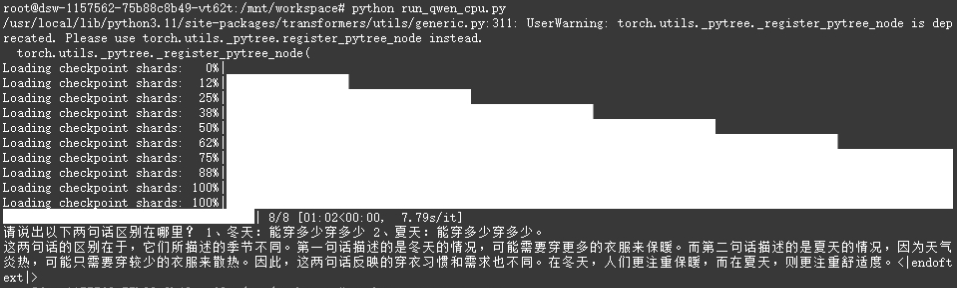 root@dsw-1157562-75b88c8b49-vt62t:/mnt/workspace# python run_qwen_cpu.py
/usr/local/lib/python3.11/site-packages/transformers/utils/generic.py:311: UserWarning: torch.utils._pytree._register_pytree_node is dep
recated. Please use torch.utils._pytree.register_pytree_node instead.
  torch.utils._pytree._register_pytree_node(
Loading checkpoint shards:   0%|
Loading checkpoint shards:  12%|
Loading checkpoint shards:  25%|
Loading checkpoint shards:  38%|
Loading checkpoint shards:  50%|
Loading checkpoint shards:  62%|
Loading checkpoint shards:  75%|
Loading checkpoint shards:  88%|
Loading checkpoint shards: 100%|
Loading checkpoint shards: 100%|
| 8/8 [01:02<00:00,  7.79s/it]
请说出以下两句话区别在哪里? 1、冬天:能穿多少穿多少 2、夏天:能穿多少穿多少。
这两句话的区别在于,它们所描述的季节不同。第一句话描述的是冬天的情况,可能需要穿更多的衣服来保暖。而第二句话描述的是夏天的情况,因为天气
炎热,可能只需要穿较少的衣服来散热。因此,这两句话反映的穿衣习惯和需求也不同。在冬天,人们更注重保暖,而在夏天,则更注重舒适度。<|endoft
ext|>